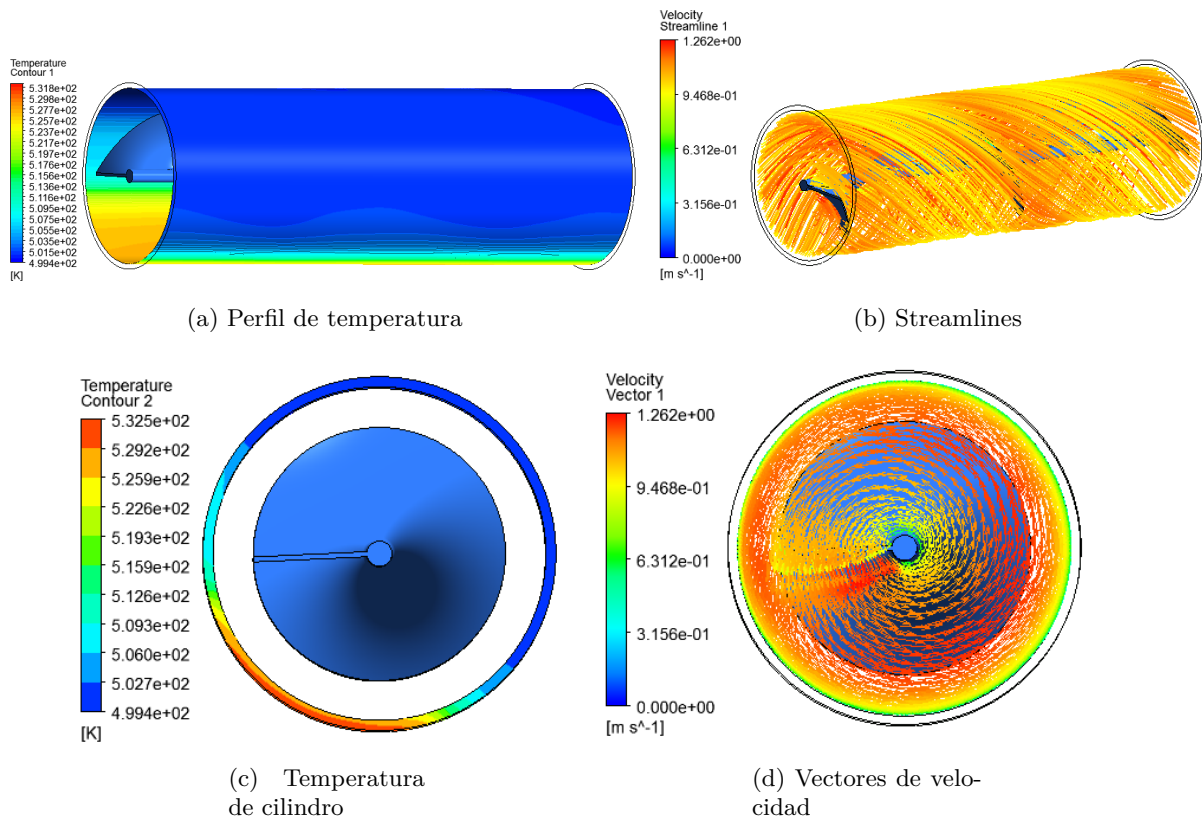 Temperature
Contour 1
5.318e+02
5.298e+02
5.277e+02
5.257e+02
5.237e+02
5.217e+02
5.197e+02
5.176e+02
5.156e+02
5.136e+02
5.116e+02
5.095e+02
5.075e+02
5.055e+02
5.035e+02
5.015e+02
4.994e+02
[K]
(a) Perfil de temperatura
Velocity
Streamline 1
1.262e+00
9.468e-01
6.312e-01
3.156e-01
0.000e+00
[m s^-1]
(b) Streamlines
Temperature
Contour 2
5.325e+02
5.292e+02
5.259e+02
5.226e+02
5.193e+02
5.159e+02
5.126e+02
5.093e+02
5.060e+02
5.027e+02
4.994e+02
[K]
(c) Temperatura
de cilindro
Velocity
Vector 1
1.262e+00
9.468e-01
6.312e-01
3.156e-01
0.000e+00
[m s^-1]
(d) Vectores de velo-
cidad